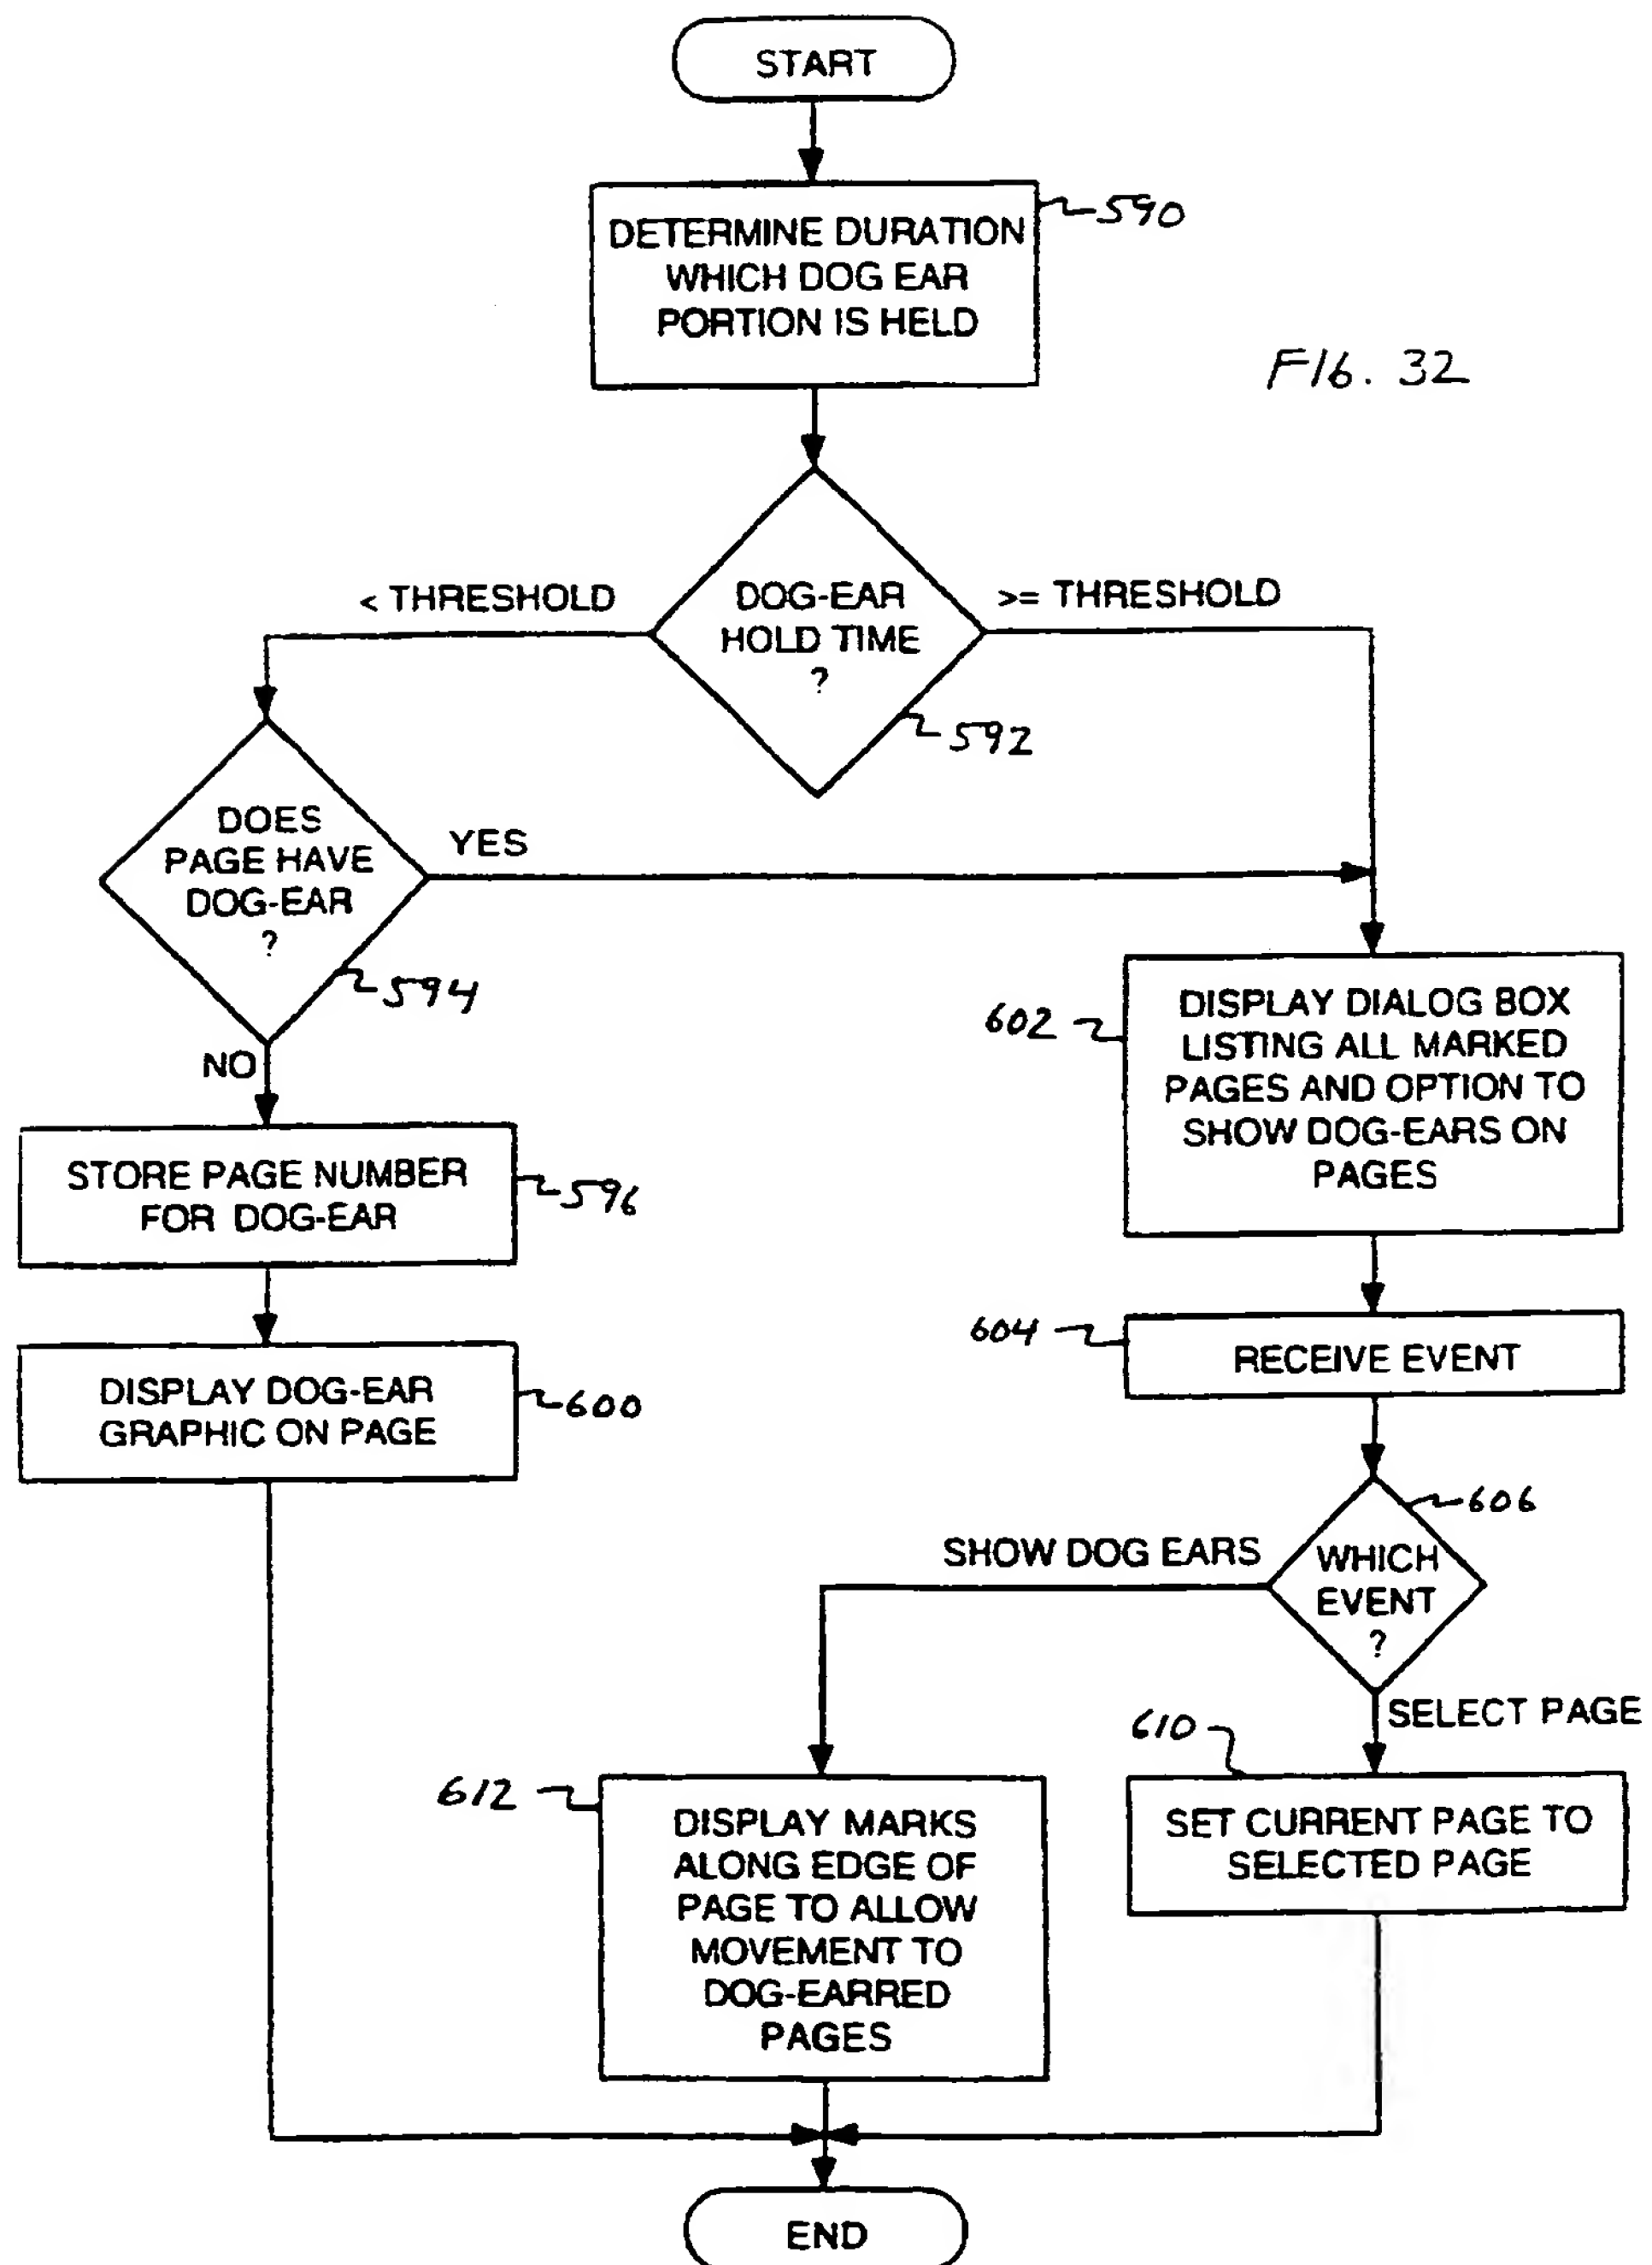 START
DETERMINE DURATION
WHICH DOG EAR
PORTION IS HELD
590
FIG. 32
< THRESHOLD
DOG-EAR
HOLD TIME
?
>= THRESHOLD
592
DOES
PAGE HAVE
DOG-EAR
?
YES
594
NO
602
DISPLAY DIALOG BOX
LISTING ALL MARKED
PAGES AND OPTION TO
SHOW DOG-EARS ON
PAGES
STORE PAGE NUMBER
FOR DOG-EAR
596
604
RECEIVE EVENT
DISPLAY DOG-EAR
GRAPHIC ON PAGE
600
606
SHOW DOG EARS
WHICH
EVENT
?
SELECT PAGE
610
612
DISPLAY MARKS
ALONG EDGE OF
PAGE TO ALLOW
MOVEMENT TO
DOG-EARRED
PAGES
SET CURRENT PAGE TO
SELECTED PAGE
END